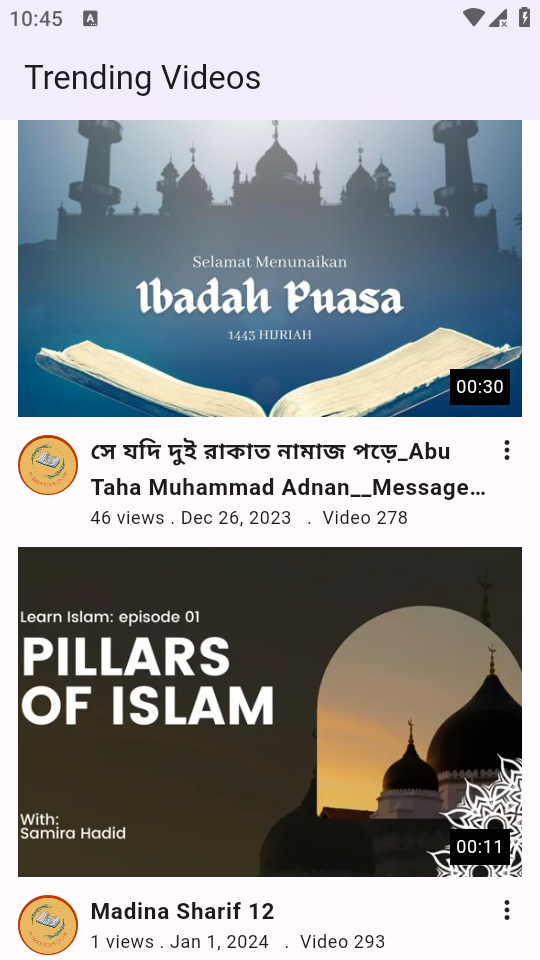 10:45
A
Trending Videos
Selamat Menunaikan
Ibadah Puasa
1443 HIJRIAH
00:30
সে যদি দুই রাকাত নামাজ পড়ে_Abu
Taha Muhammad Adnan__Message…
46 views . Dec 26, 2023 . Video 278
Learn Islam: episode 01
PILLARS
OF ISLAM
With:
Samira Hadid
00:11
Madina Sharif 12
1 views . Jan 1, 2024 . Video 293